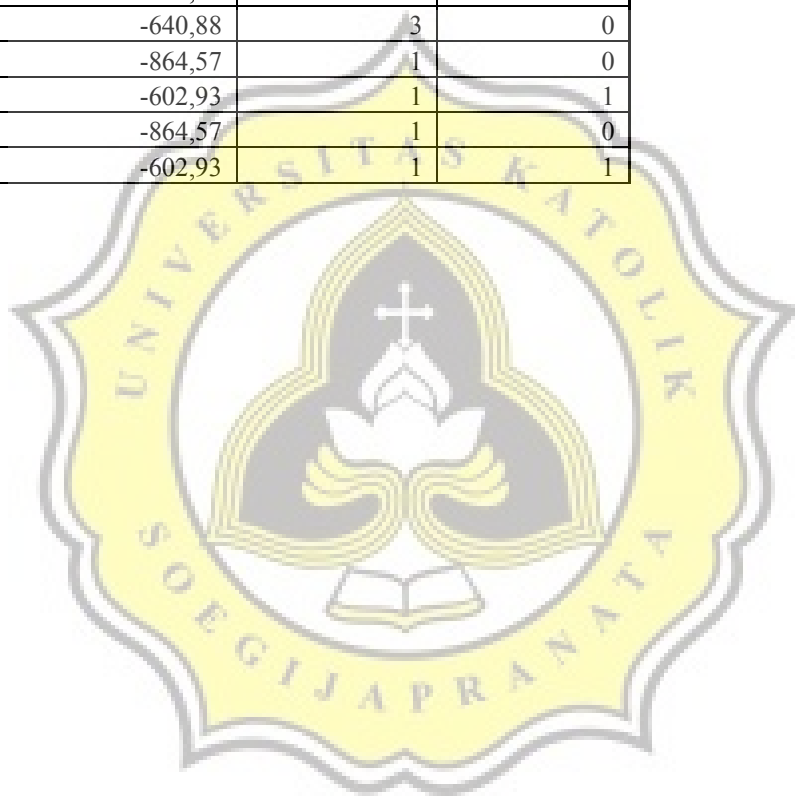 -640,88 3 0
-864,57 1 0
-602,93 1 1
-864,57 1 0
-602,93 1 1
UNIVERSITAS KATOLIK
SOEGIJAPRANATA